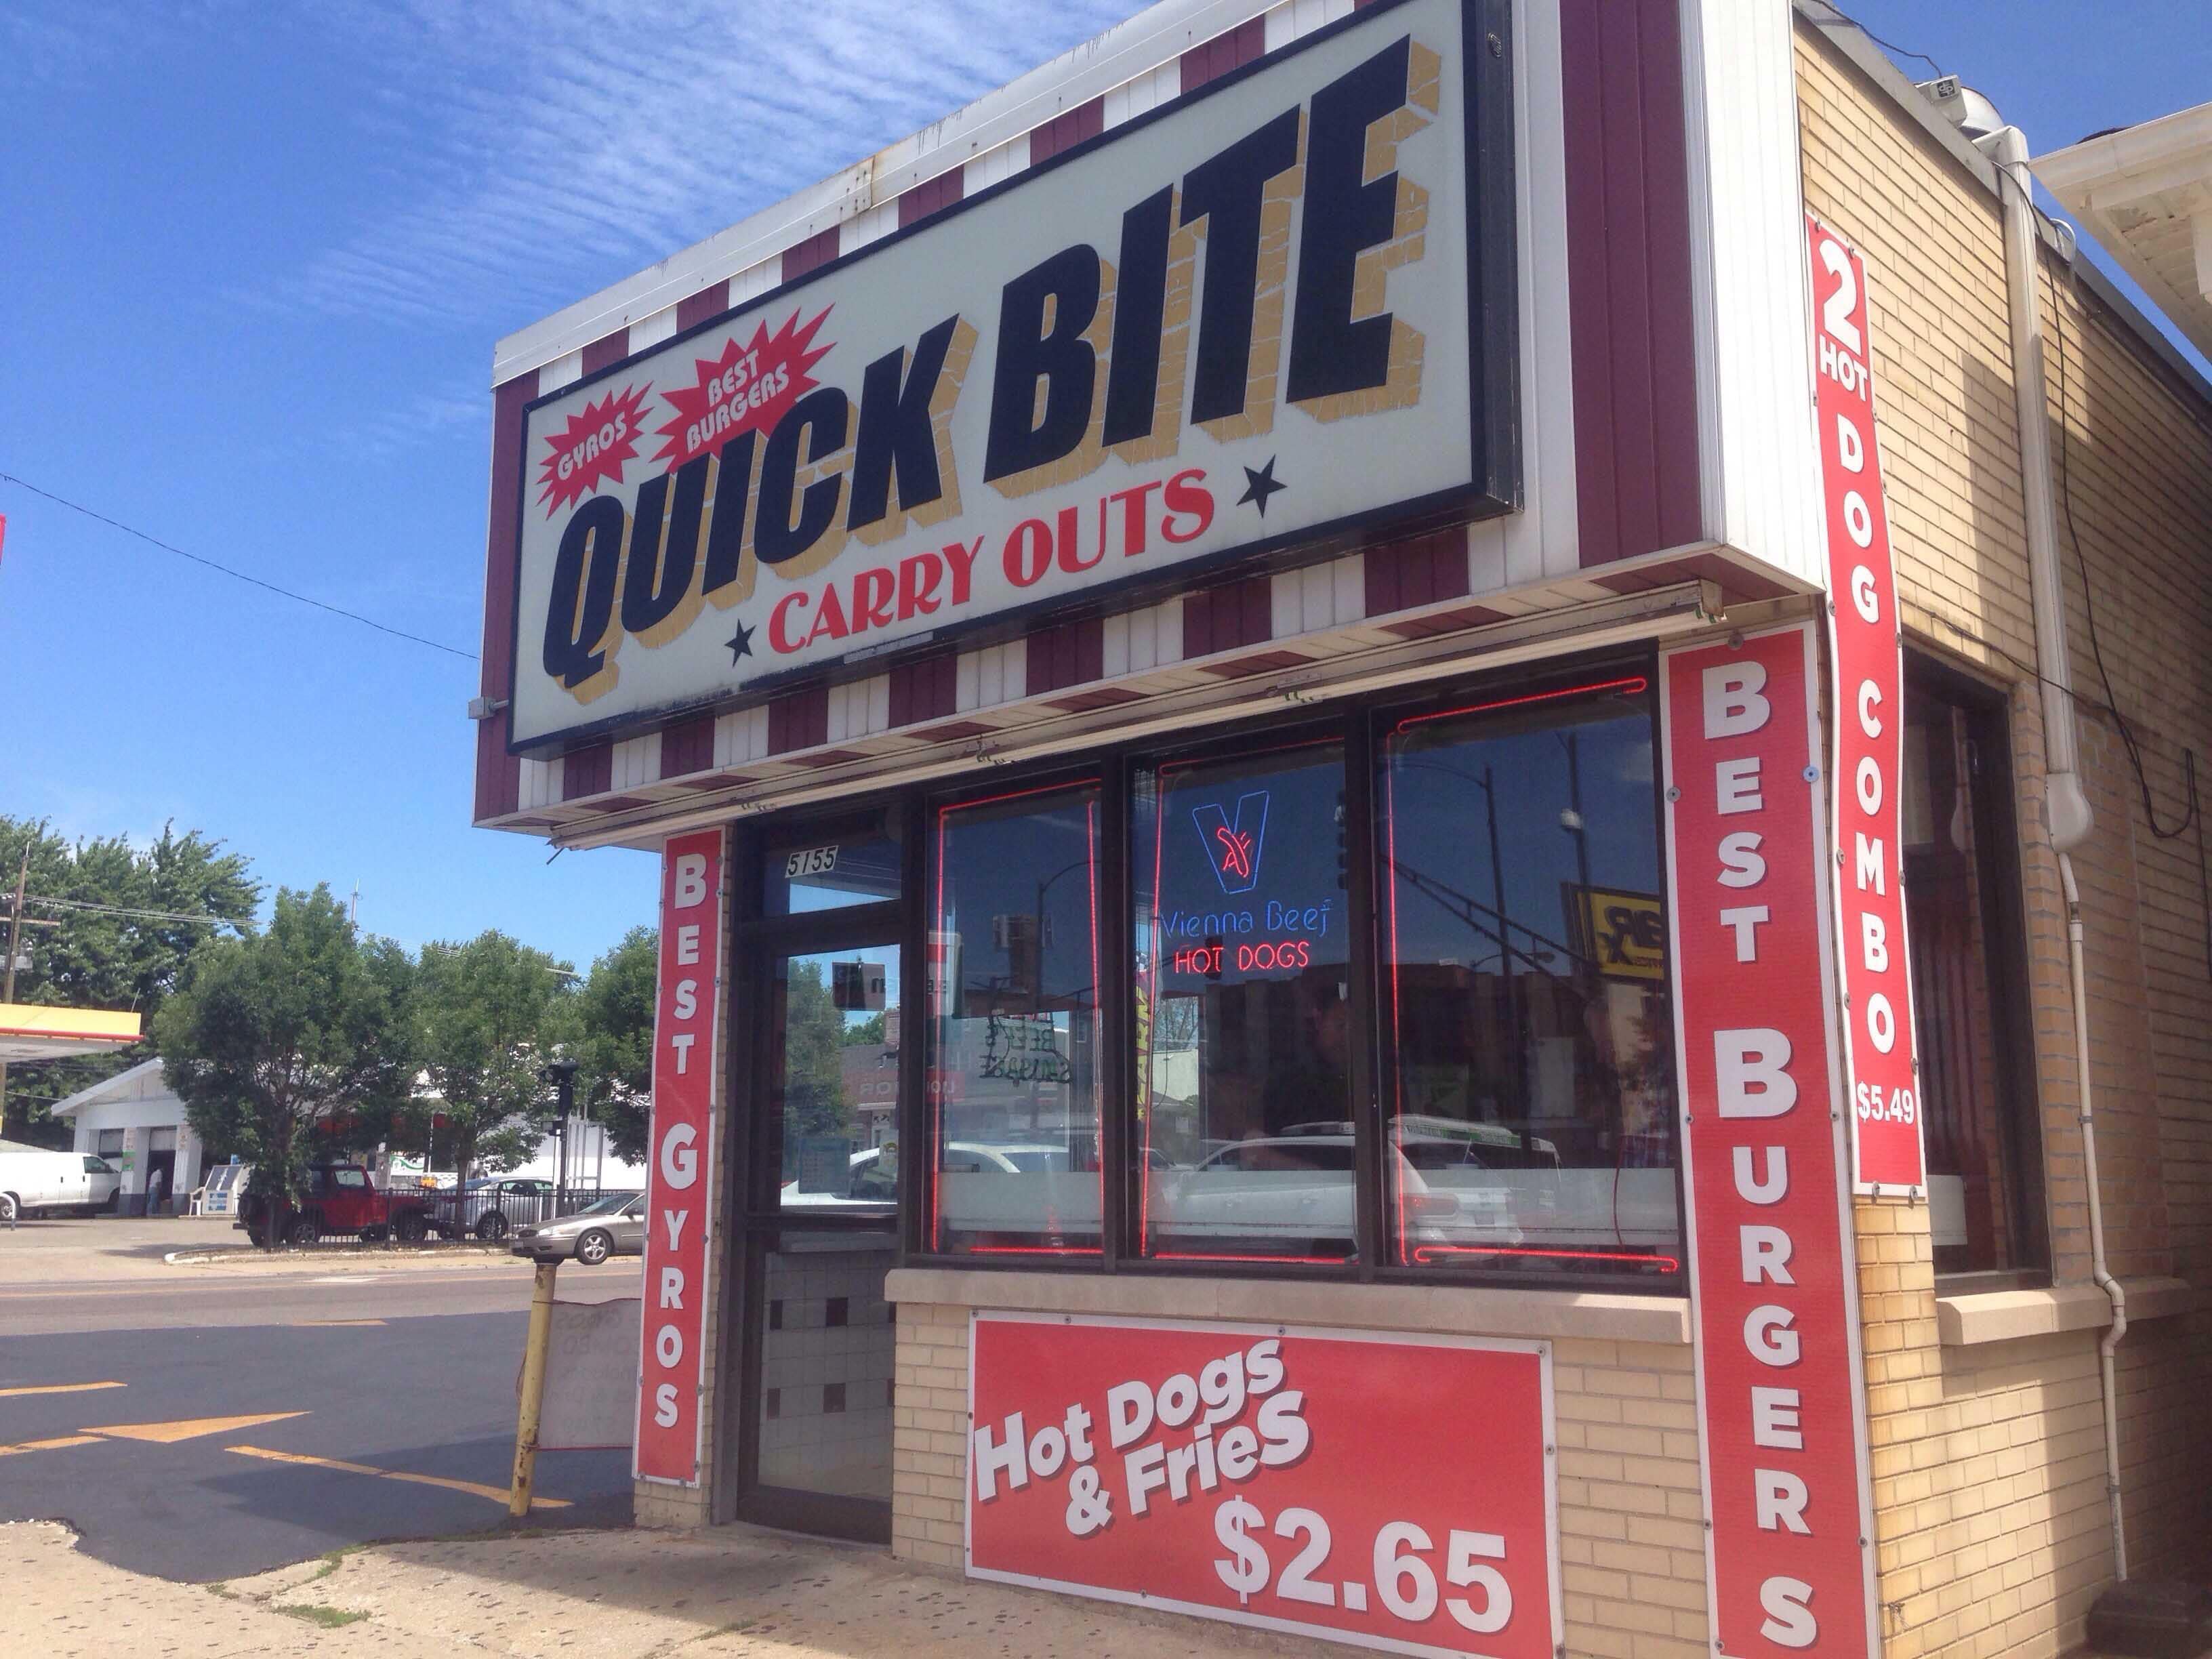 GYROS
BEST
BURGERS
QUICK BITE
★ CARRY OUTS ★
5155
BEST GYROS
Vienna Beef
HOT DOGS
BEST BURGERS
2
HOT
DOG COMBO
$5.49
Hot Dogs
& FrieS
$2.65